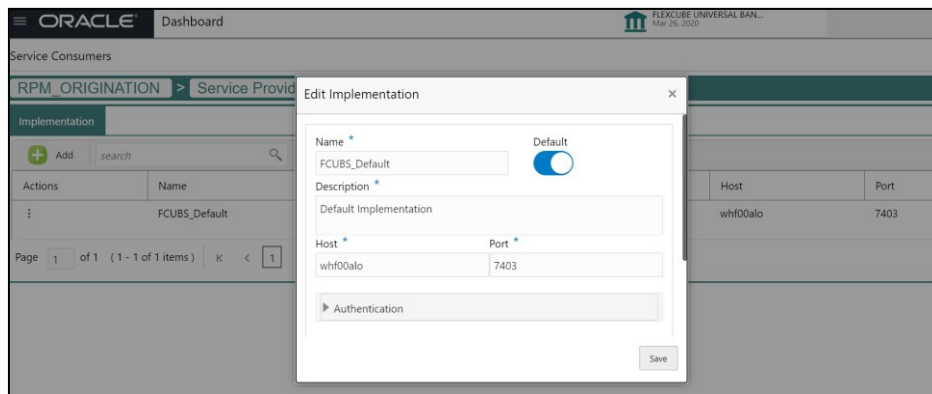 ORACLE Dashboard FLEXCUBE UNIVERSAL BAN...
Mar 26, 2020
Service Consumers
RPM_ORIGINATION > Service Provid
Edit Implementation ×
Implementation
Name * Default
Add search
FCUBS_Default
Description *
Actions Name Host Port
Default Implementation
FCUBS_Default whf00alo 7403
Host * Port *
Page 1 of 1 (1 - 1 of 1 items) K < 1
whf00alo 7403
Authentication
Save